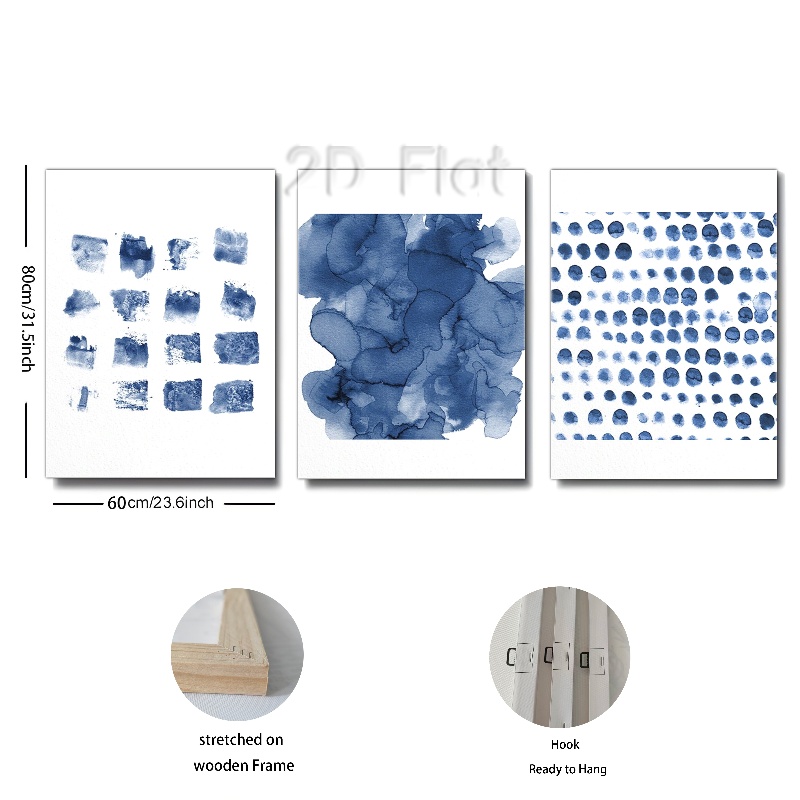 2D Flat
80cm/31.5inch
60cm/23.6inch
stretched on
wooden Frame
Hook
Ready to Hang